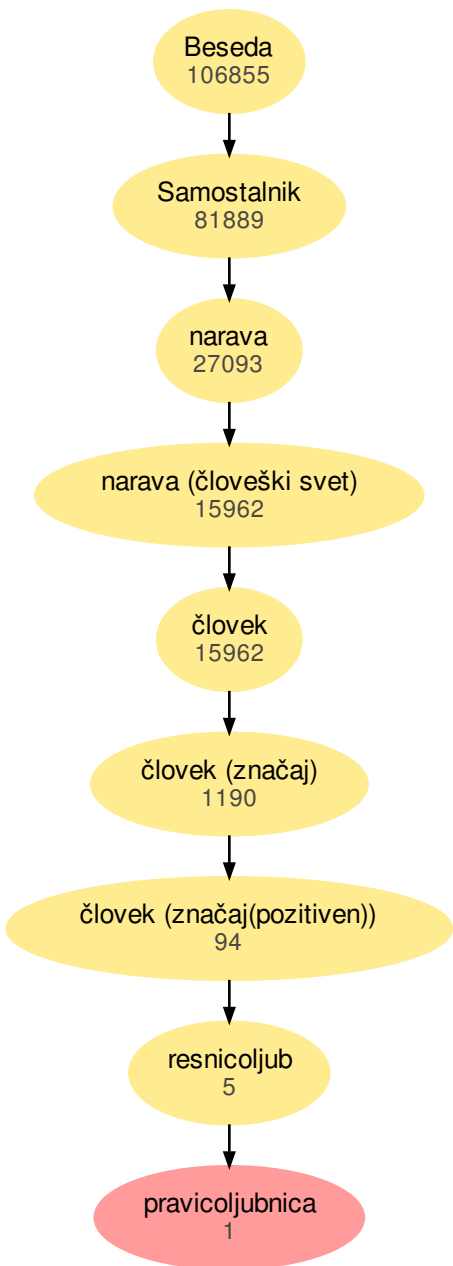 Beseda
106855
Samostalnik
81889
narava
27093
narava (človeški svet)
15962
človek
15962
človek (značaj)
1190
človek (značaj(pozitiven))
94
resnicoljub
5
pravicoljubnica
1